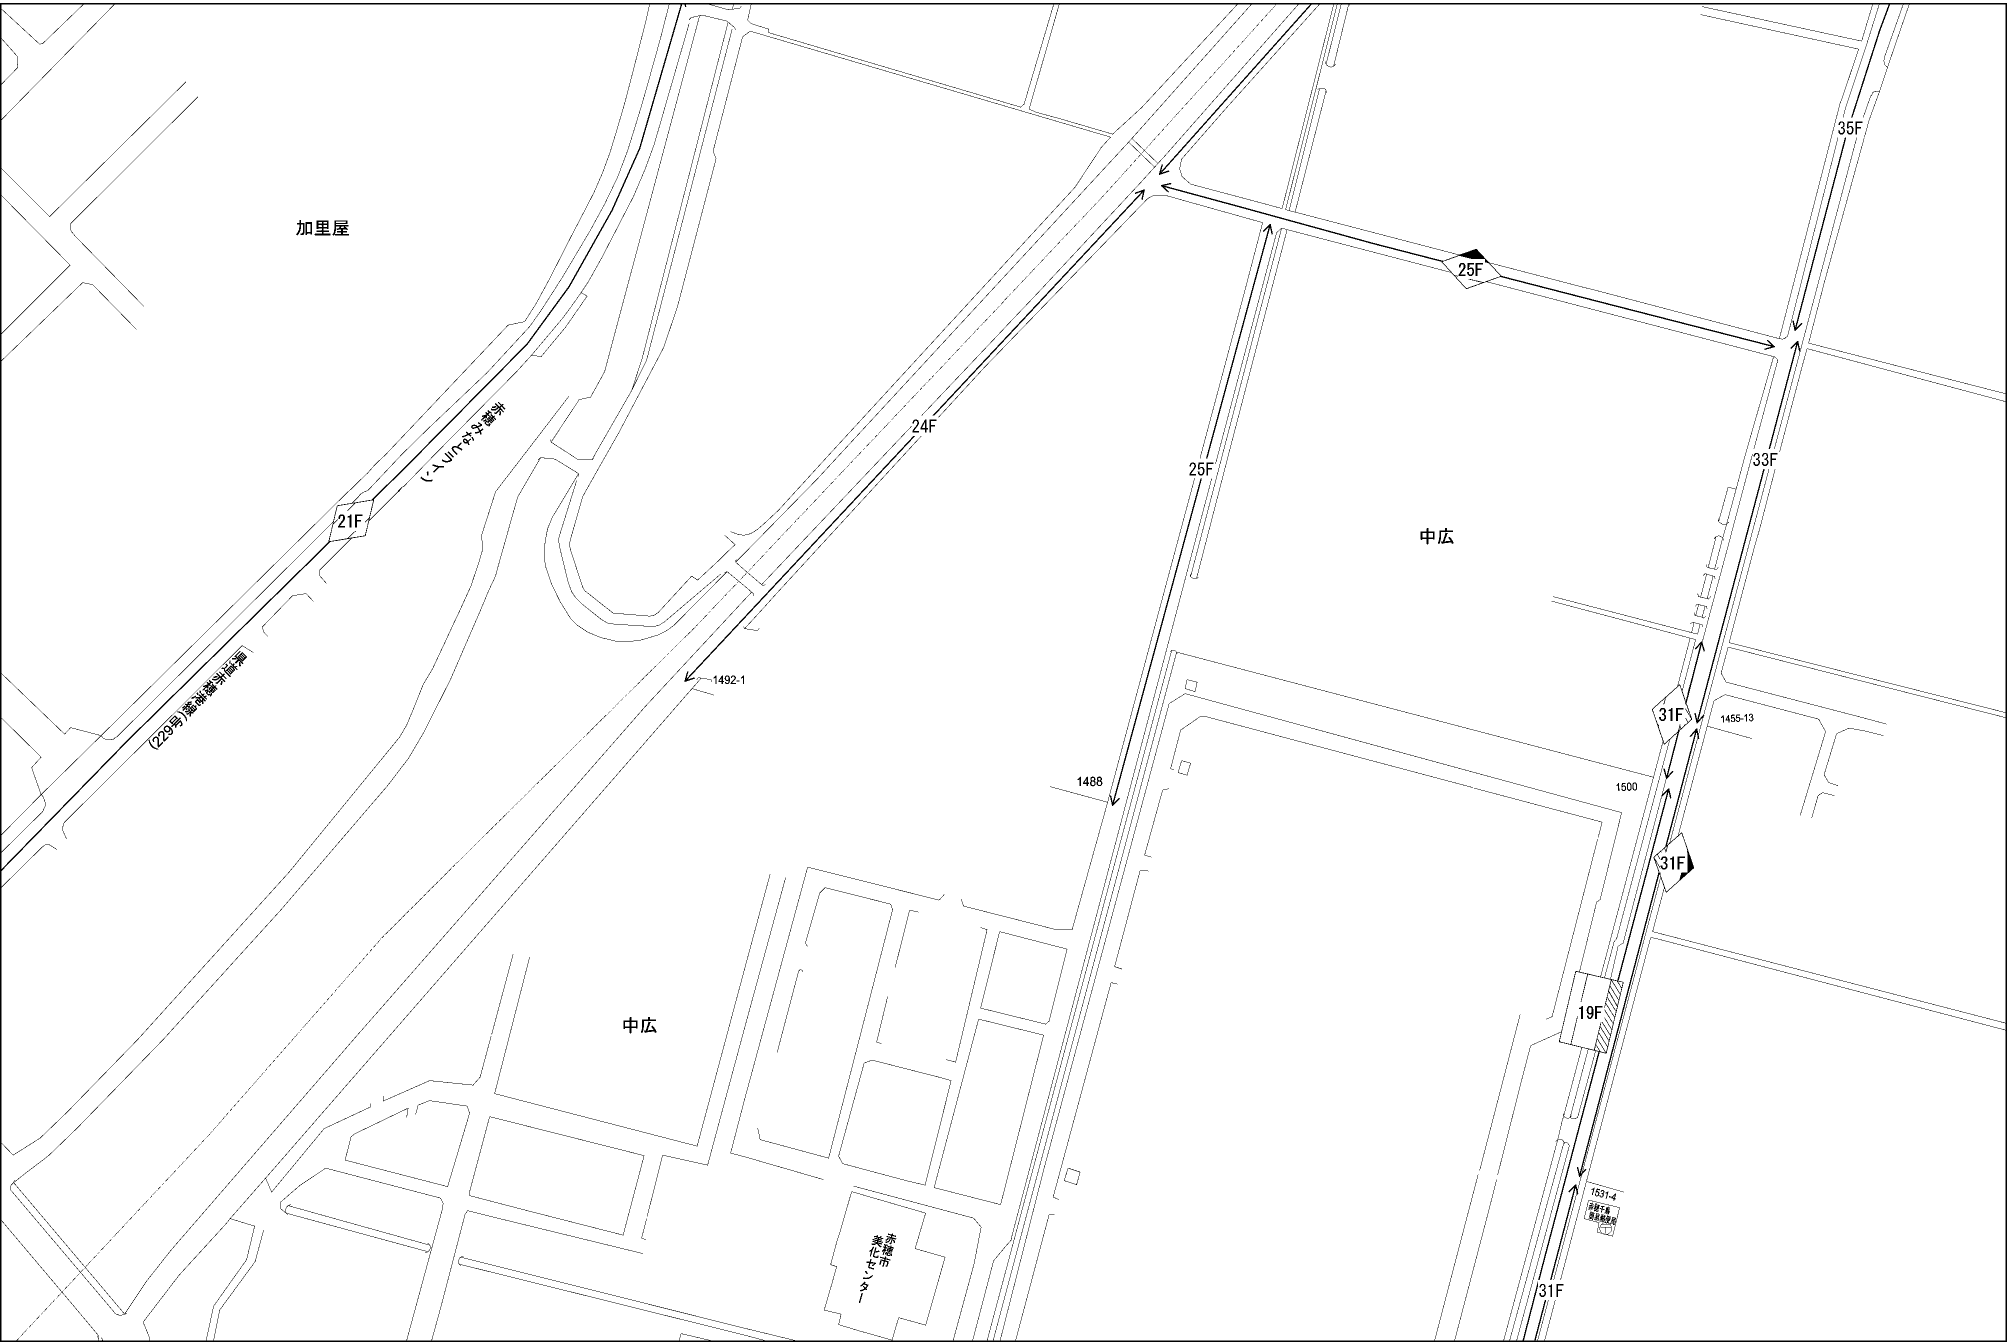 35F
加里屋
25F
赤穂みなとライン
24F
33F
25F
21F
中広
県道赤穂港線(229号)
1492-1
31F
1455-13
1488
1500
31F
19F
中広
1531-4
赤穂市
美化センター
31F